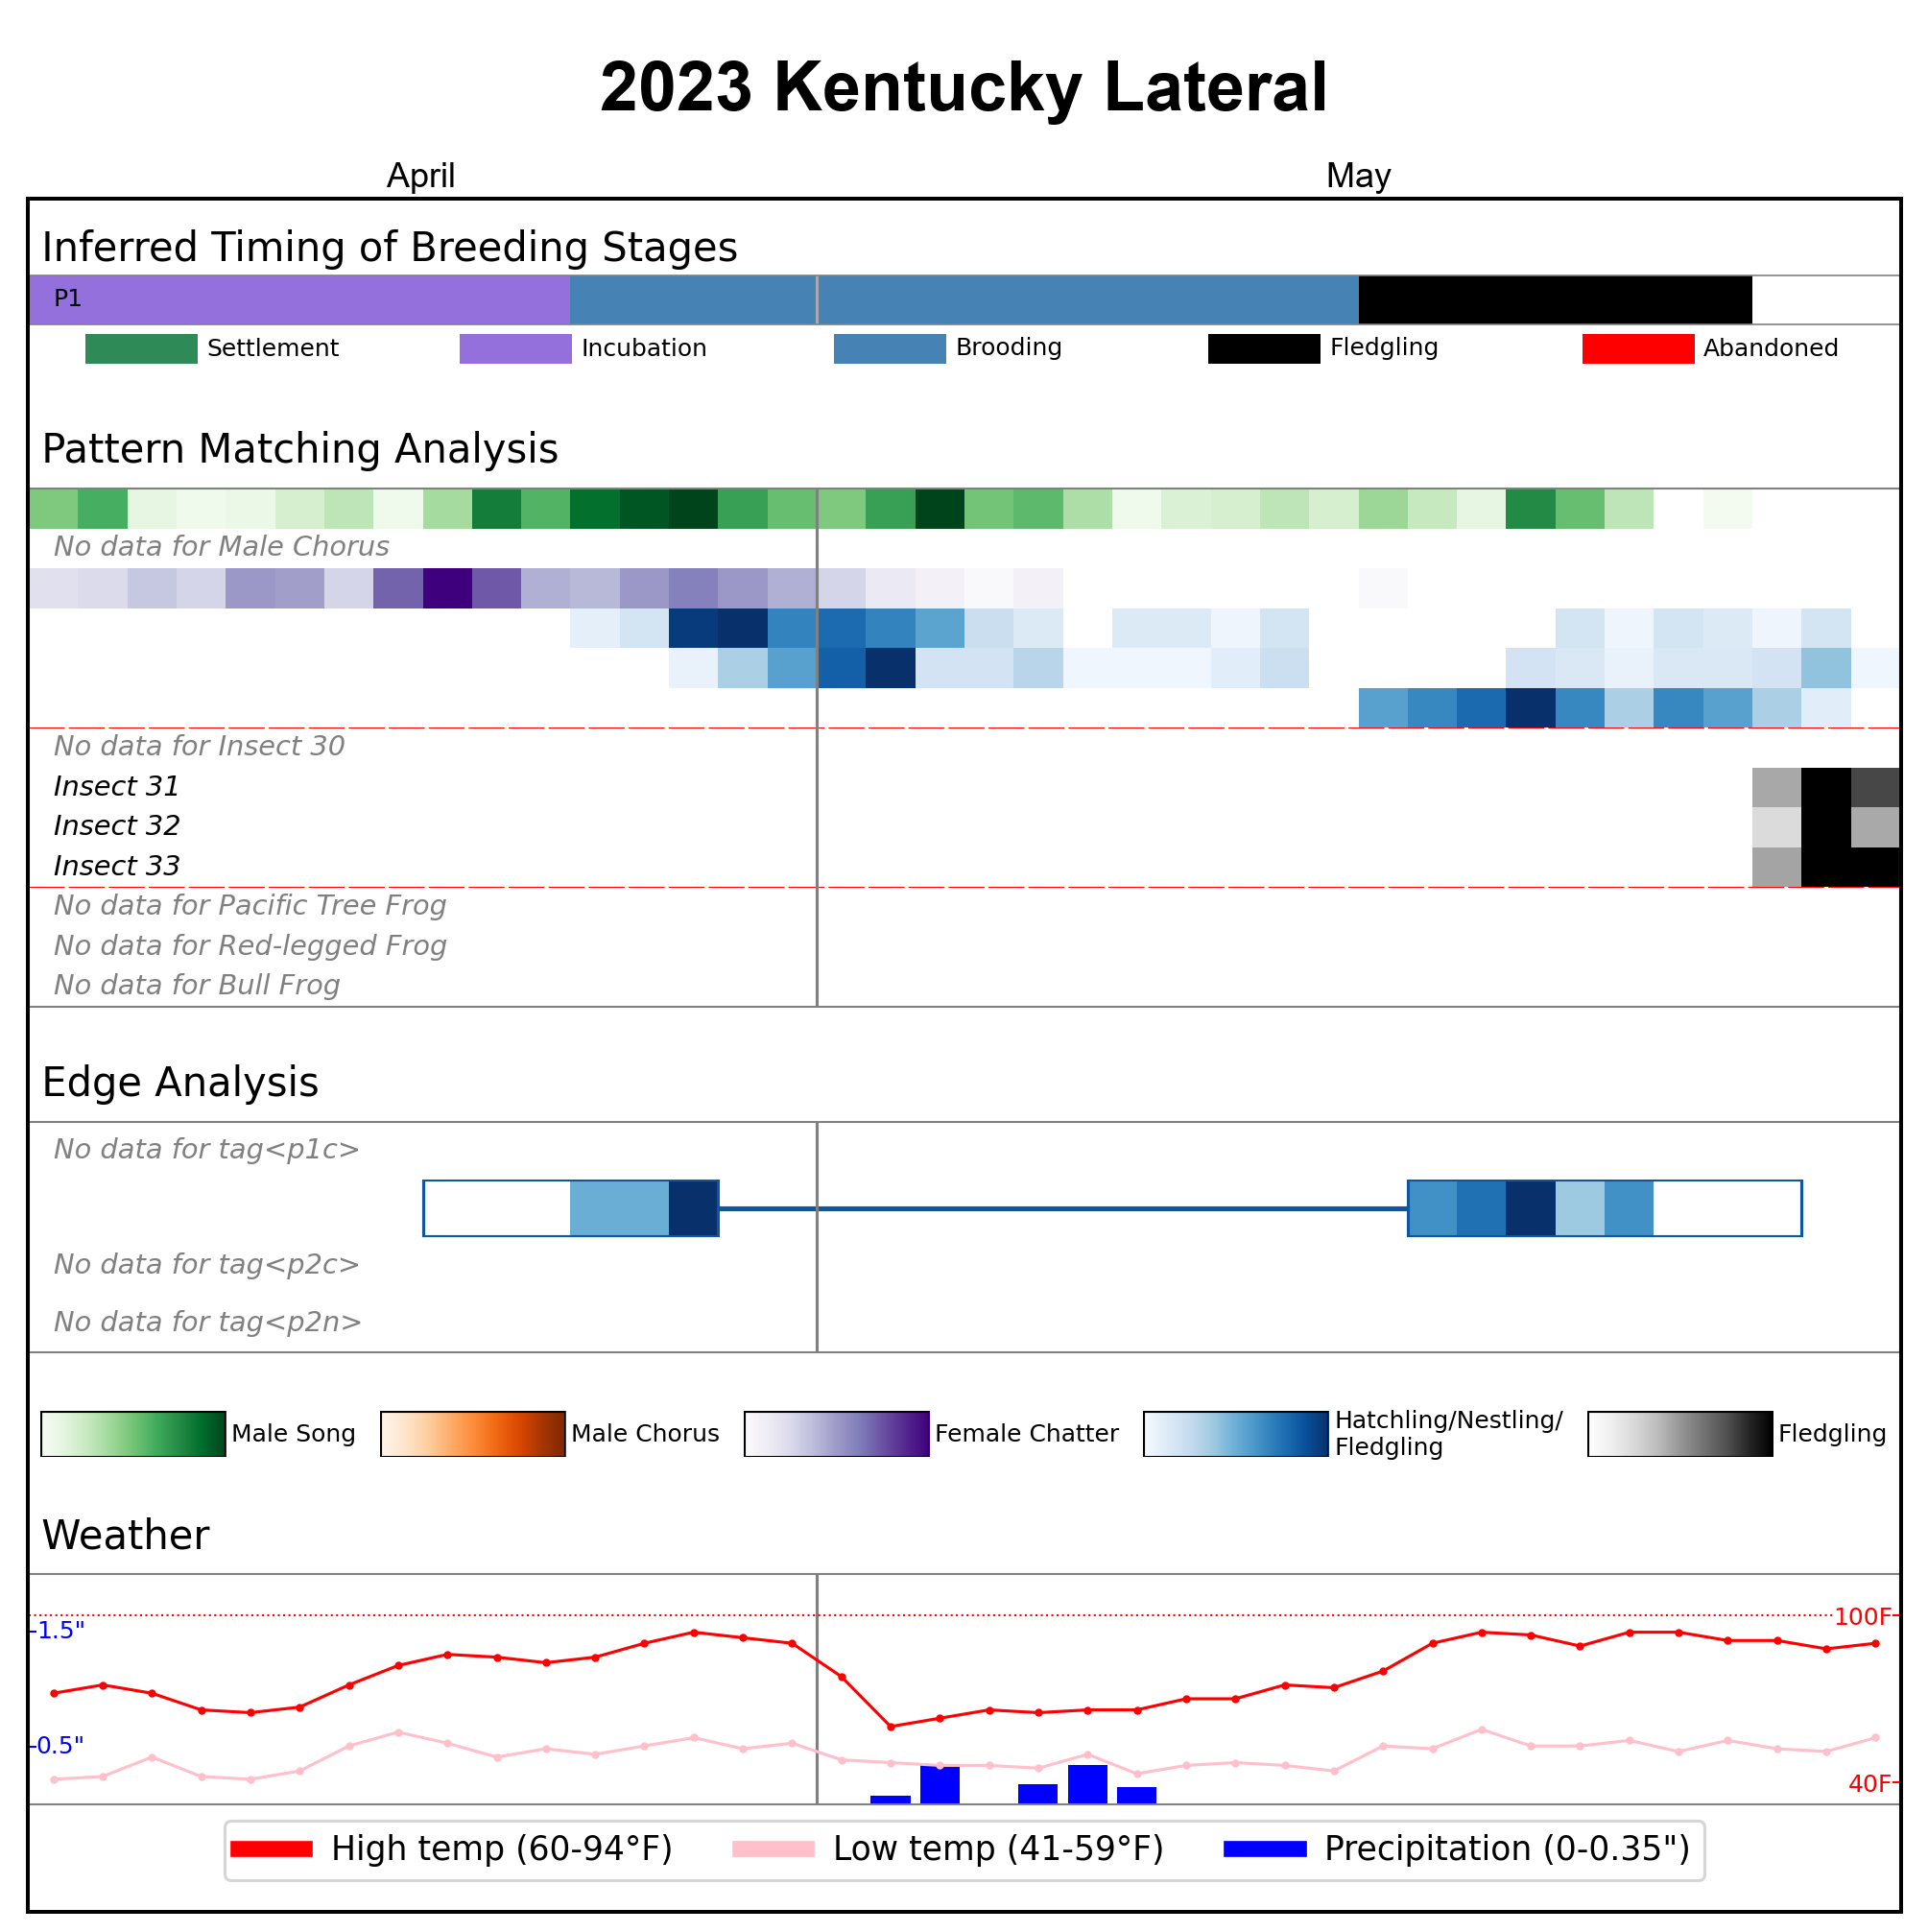 2023 Kentucky Lateral
April
May
Inferred Timing of Breeding Stages
P1
Settlement
Incubation
Brooding
Fledgling
Abandoned
Pattern Matching Analysis
No data for Male Chorus
No data for Insect 30
Insect 31
Insect 32
Insect 33
No data for Pacific Tree Frog
No data for Red-legged Frog
No data for Bull Frog
Edge Analysis
No data for tag<p1c>
No data for tag<p2c>
No data for tag<p2n>
Male Song
Male Chorus
Female Chatter
Hatchling/Nestling/
Fledgling
Fledgling
Weather
1.5"
100F
0.5"
40F
High temp (60-94°F)
Low temp (41-59°F)
Precipitation (0-0.35")